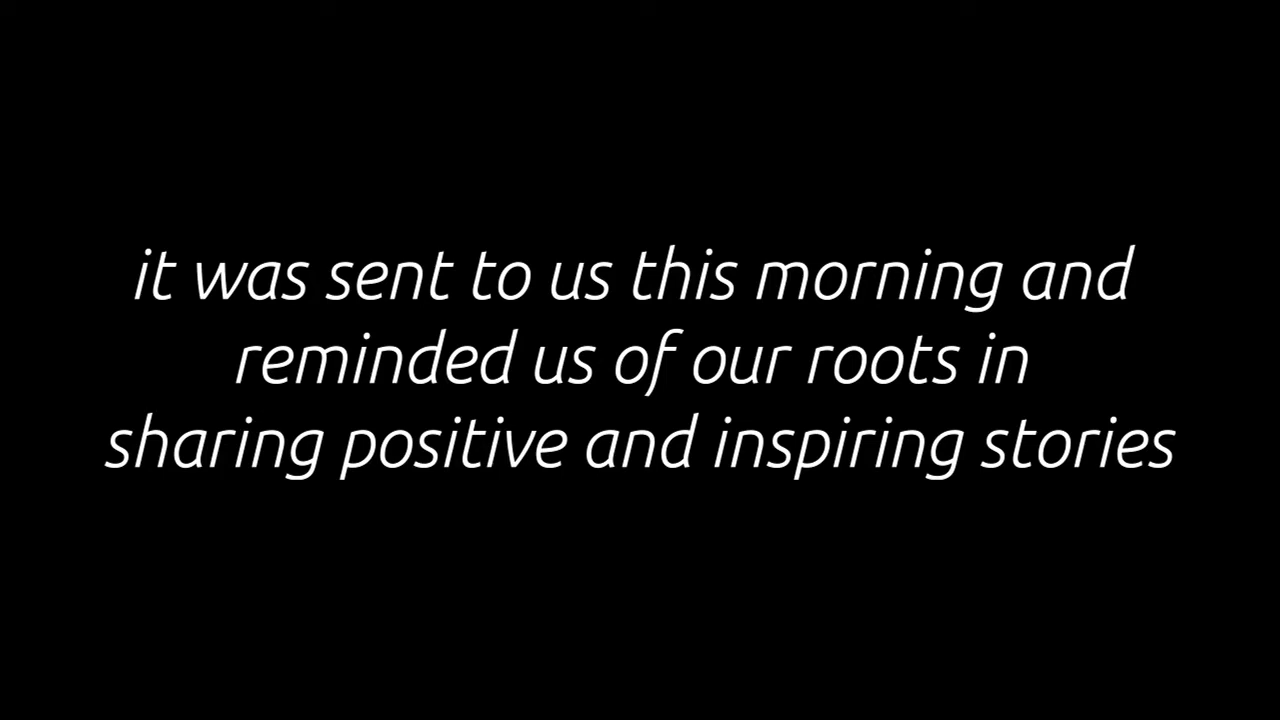 it was sent to us this morning and
reminded us of our roots in
sharing positive and inspiring stories